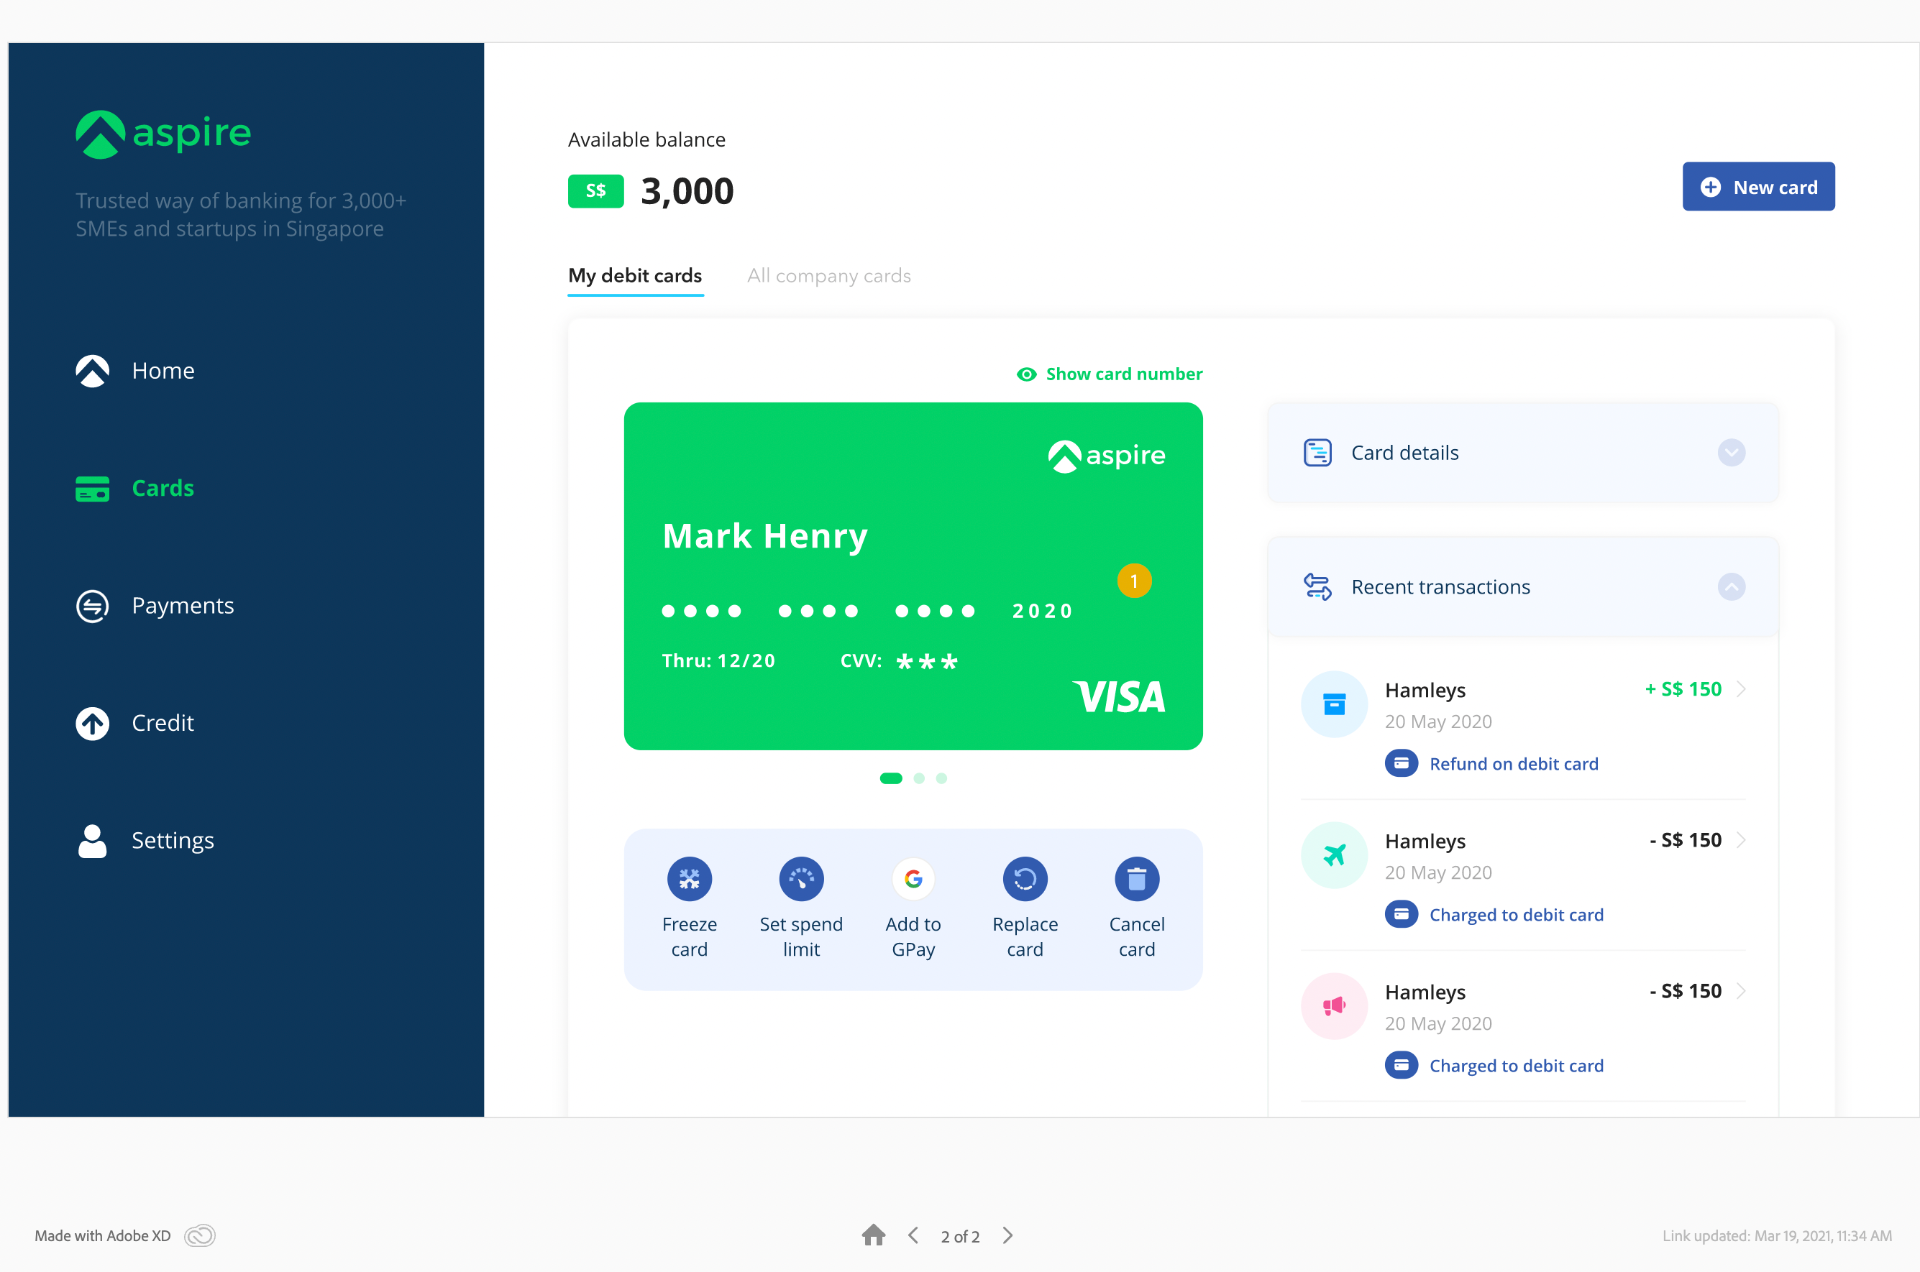 aspire
Trusted way of banking for 3,000+
SMEs and startups in Singapore
Home
Cards
Payments
Credit
Settings
Available balance
S$ 3,000
New card
My debit cards
All company cards
Show card number
aspire
Mark Henry
1
2020
Thru: 12/20
CVV: ***
VISA
Freeze
card
Set spend
limit
G
Add to
GPay
Replace
card
Cancel
card
Card details
Recent transactions
Hamleys
+ S$ 150
20 May 2020
Refund on debit card
Hamleys
- S$ 150
20 May 2020
Charged to debit card
Hamleys
- S$ 150
20 May 2020
Charged to debit card
Made with Adobe XD
2 of 2
Link updated: Mar 19, 2021, 11:34 AM